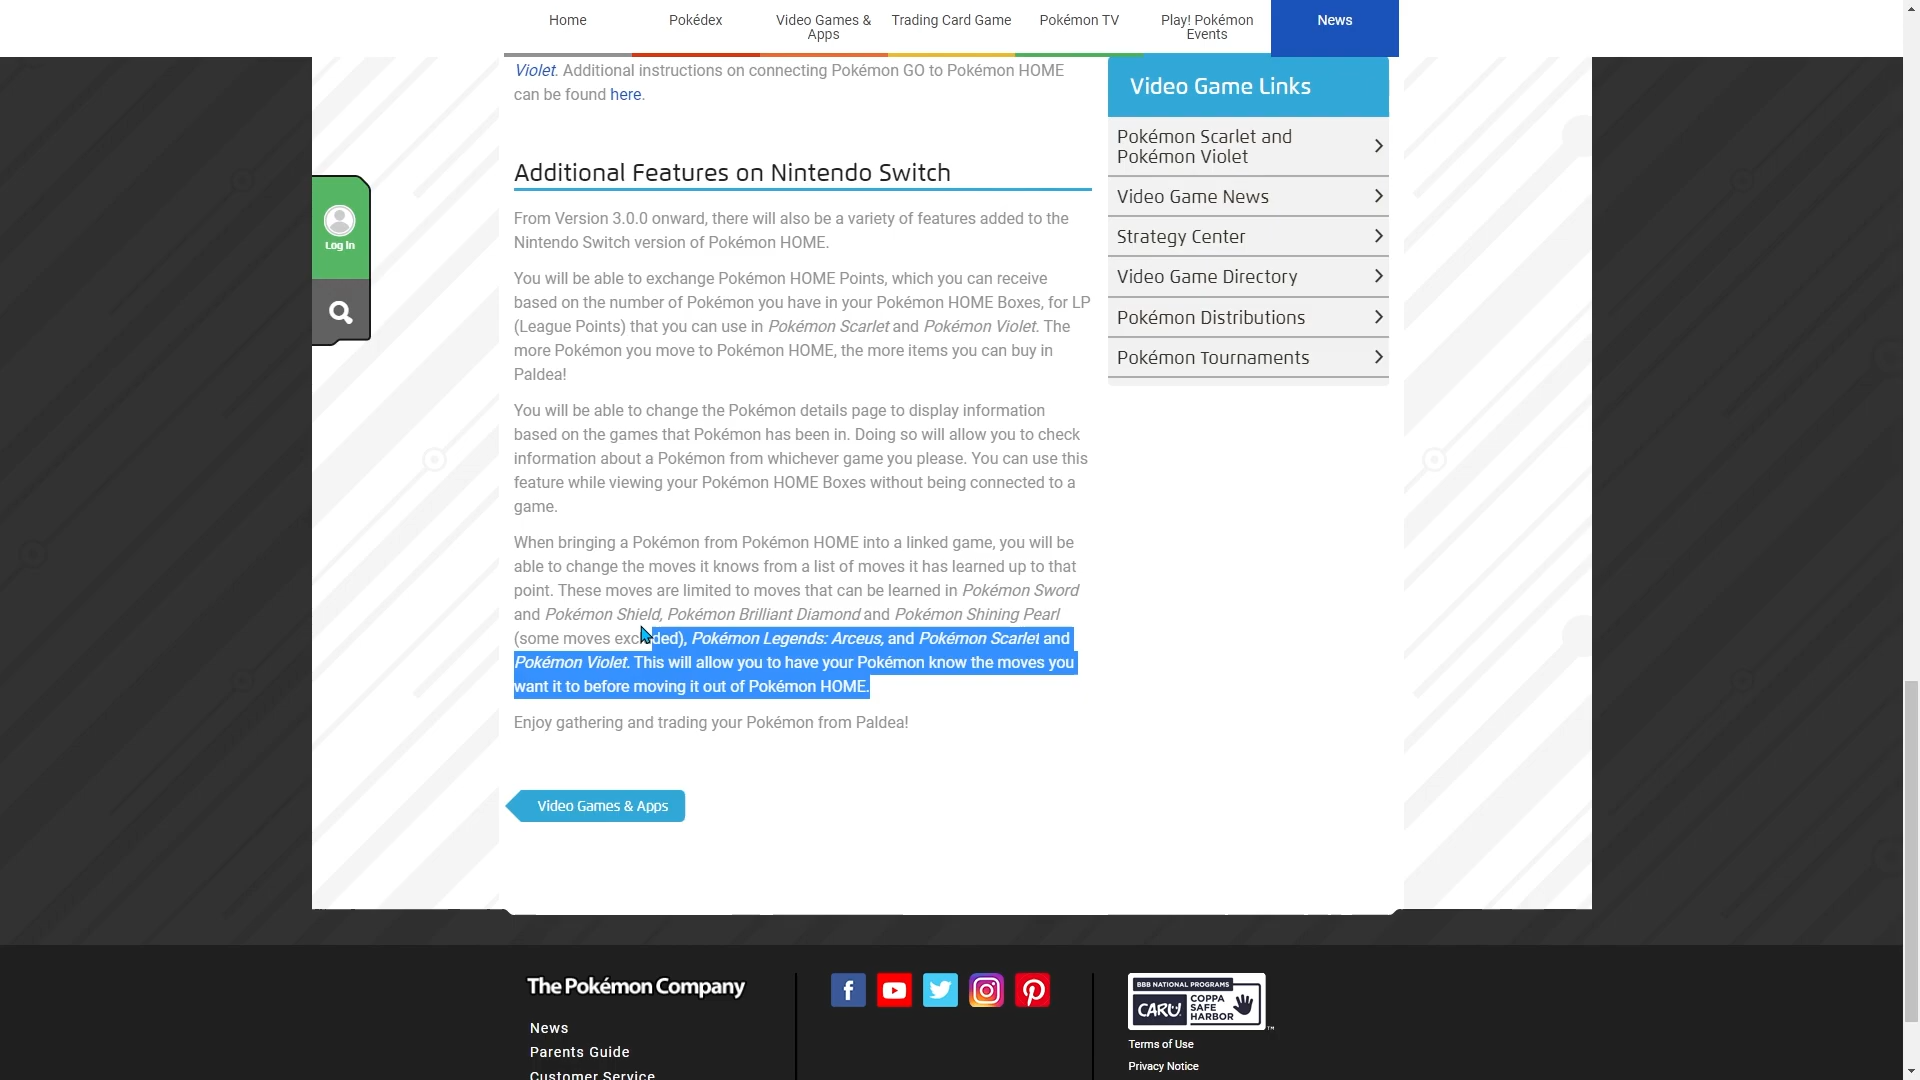 Home
Pokédex
Video Games &
Apps
Trading Card Game
Pokémon TV
Play! Pokémon
Events
News
Violet. Additional instructions on connecting Pokémon GO to Pokémon HOME
can be found here.
Log in
Additional Features on Nintendo Switch
From Version 3.0.0 onward, there will also be a variety of features added to the
Nintendo Switch version of Pokémon HOME.
You will be able to exchange Pokémon HOME Points, which you can receive
based on the number of Pokémon you have in your Pokémon HOME Boxes, for LP
(League Points) that you can use in Pokémon Scarlet and Pokémon Violet. The
more Pokémon you move to Pokémon HOME, the more items you can buy in
Paldea!
You will be able to change the Pokémon details page to display information
based on the games that Pokémon has been in. Doing so will allow you to check
information about a Pokémon from whichever game you please. You can use this
feature while viewing your Pokémon HOME Boxes without being connected to a
game.
When bringing a Pokémon from Pokémon HOME into a linked game, you will be
able to change the moves it knows from a list of moves it has learned up to that
point. These moves are limited to moves that can be learned in Pokémon Sword
and Pokémon Shield, Pokémon Brilliant Diamond and Pokémon Shining Pearl
(some moves excluded), Pokémon Legends: Arceus, and Pokémon Scarlet and
Pokémon Violet. This will allow you to have your Pokémon know the moves you
want it to before moving it out of Pokémon HOME.
Enjoy gathering and trading your Pokémon from Paldea!
Video Games & Apps
Video Game Links
Pokémon Scarlet and
Pokémon Violet
Video Game News
Strategy Center
Video Game Directory
Pokémon Distributions
Pokémon Tournaments
The Pokémon Company
News
Parents Guide
Customer Service
BBB NATIONAL PROGRAMS
CARU
COPPA
SAFE
HARBOR
TM
Terms of Use
Privacy Notice